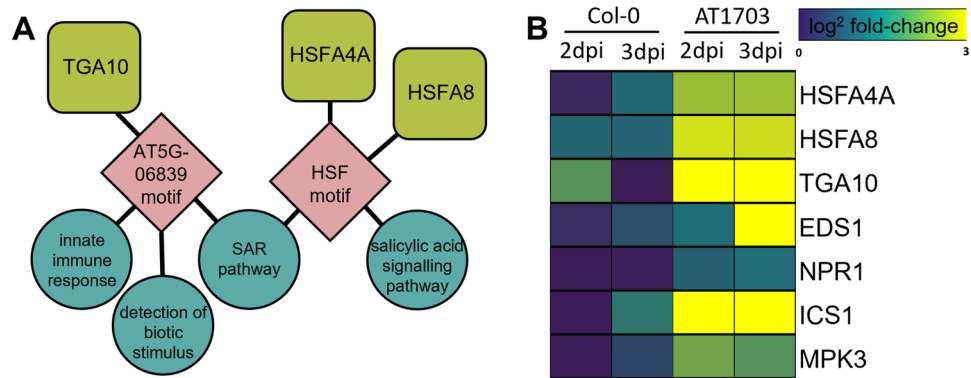 A
TGA10
HSFA4A
HSFA8
AT5G-
06839
motif
HSF
motif
innate
immune
response
detection of
biotic
stimulus
SAR
pathway
salicylic acid
signalling
pathway
B
Col-0 AT1703
2dpi 3dpi 2dpi 3dpi
log² fold-change
0 3
HSFA4A
HSFA8
TGA10
EDS1
NPR1
ICS1
MPK3